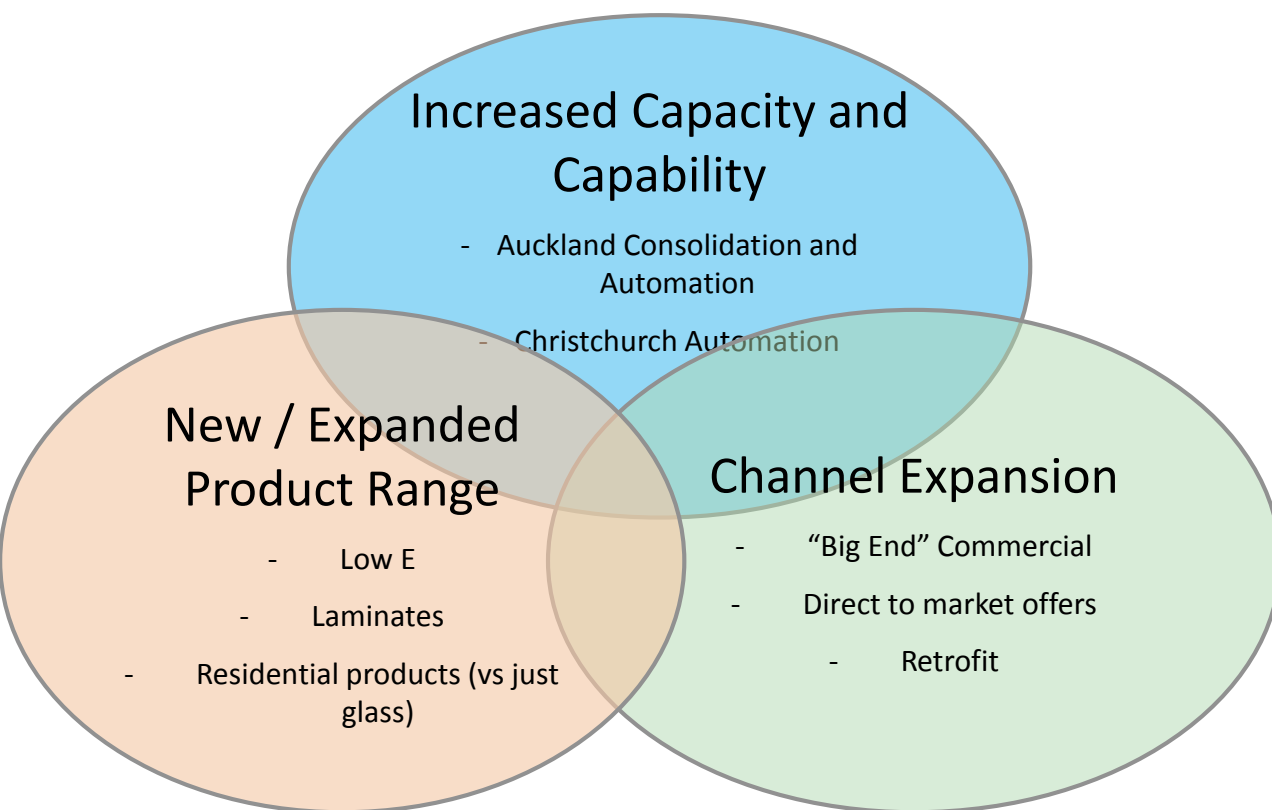 Increased Capacity and
Capability
- Auckland Consolidation and
Automation
- Christchurch Automation
New / Expanded
Product Range
- Low E
- Laminates
- Residential products (vs just
glass)
Channel Expansion
- “Big End” Commercial
- Direct to market offers
- Retrofit